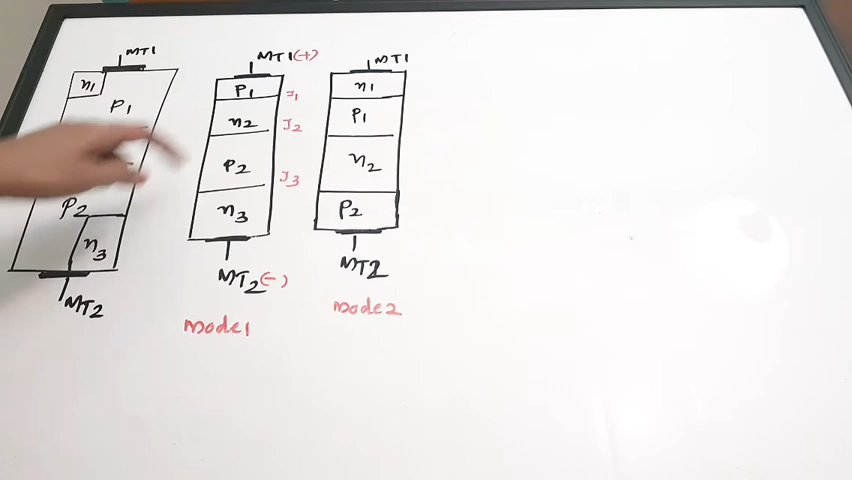 MT1
n1
P1
P2
n3
MT2
MT1(+)
P1
J1
n2
J2
P2
J3
n3
MT2(-)
mode1
MT1
n1
P1
n2
P2
MT2
mode2